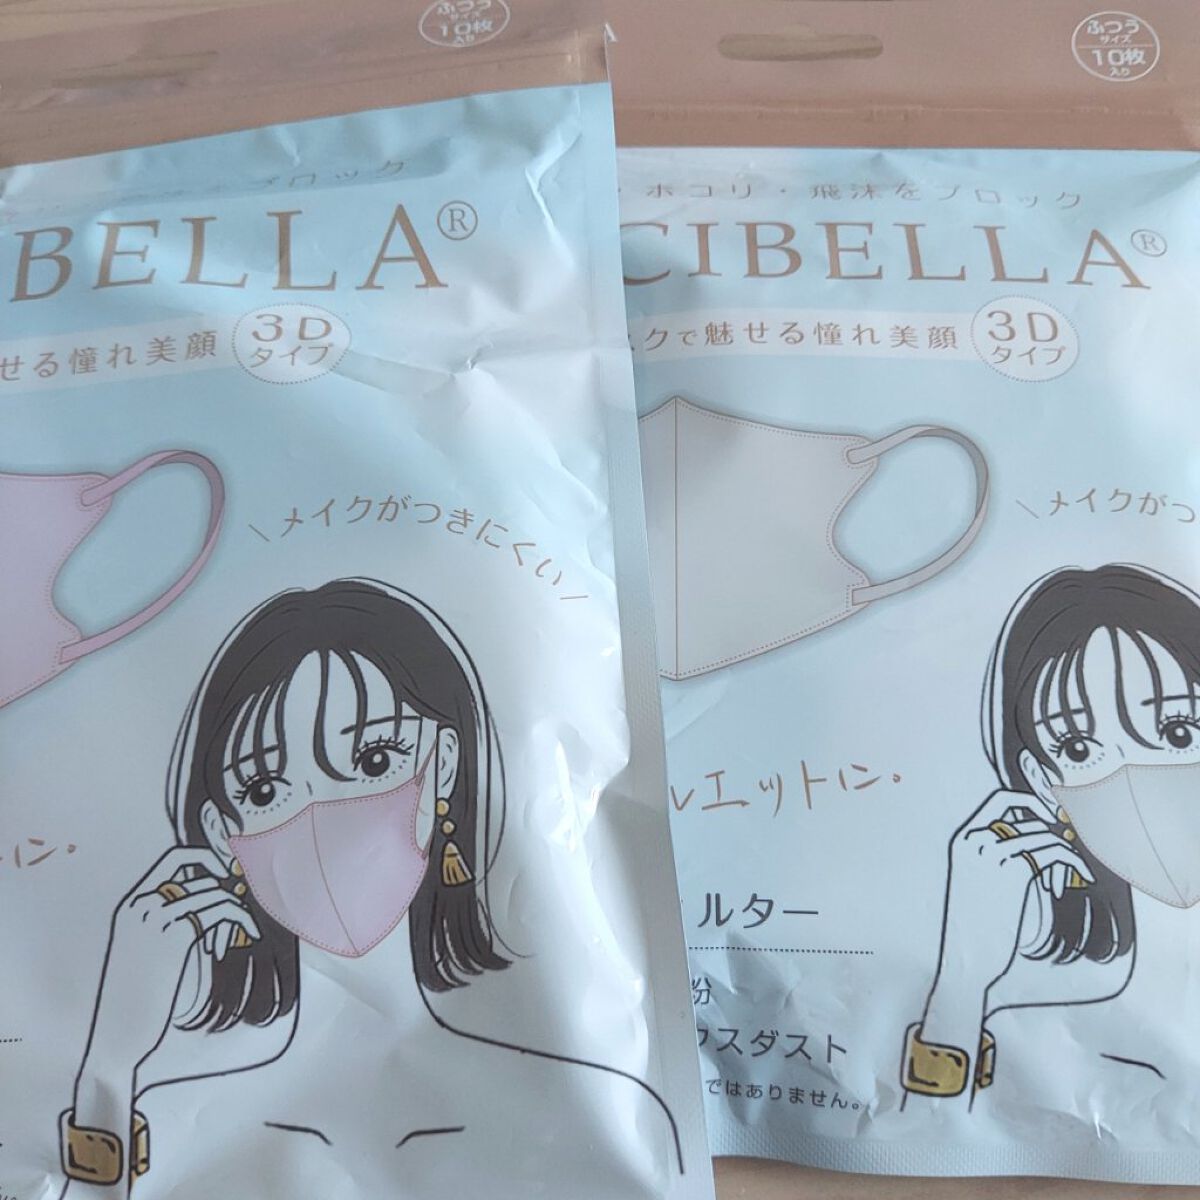 ふつう
サイズ
10枚
入り
ブロック
BELLA®
せる憧れ美顔
3D
タイプ
\メイクがつきにくい/
ふつう
サイズ
10枚
入り
・ホコリ・飛沫をブロック
CIBELLA®
クで魅せる憧れ美顔
3D
タイプ
\メイクがつ
ルエットに。
ルター
粉
ウスダスト
ではありません。